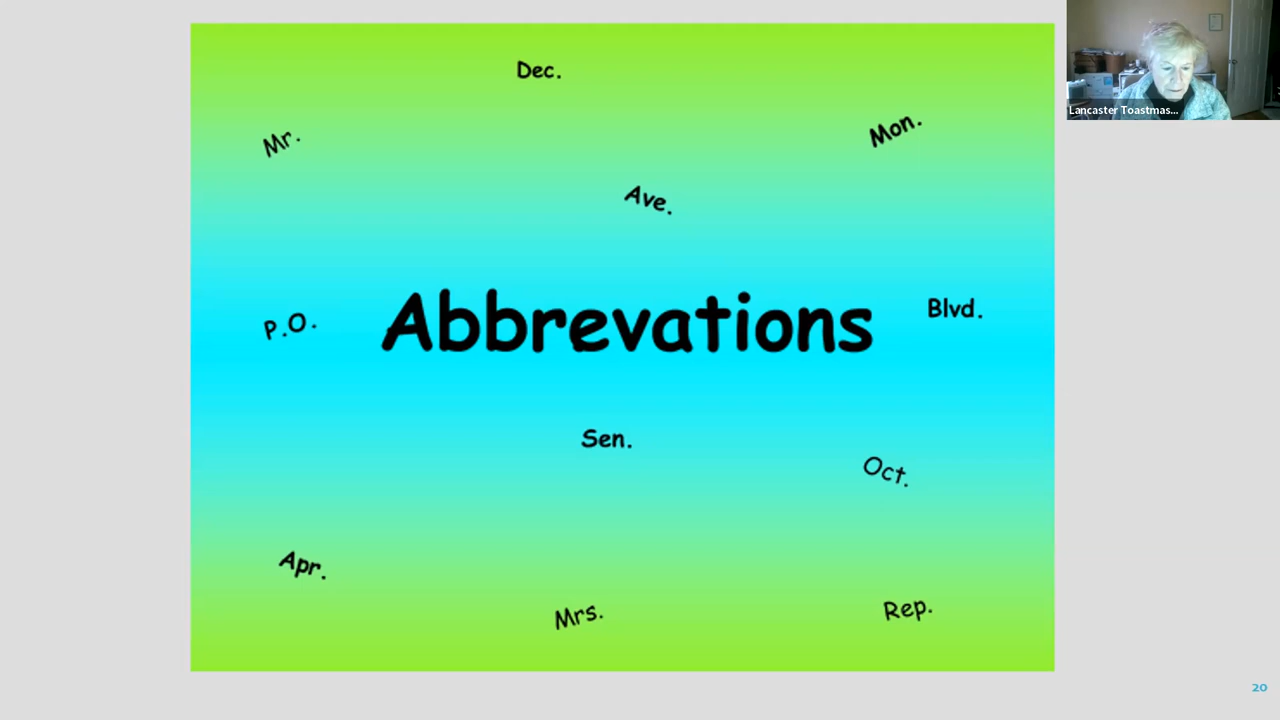 Dec.
Lancaster Toastmas...
Mr.
Mon.
Ave.
P.O.
Abbrevations
Blvd.
Sen.
Oct.
Apr.
Mrs.
Rep.
20